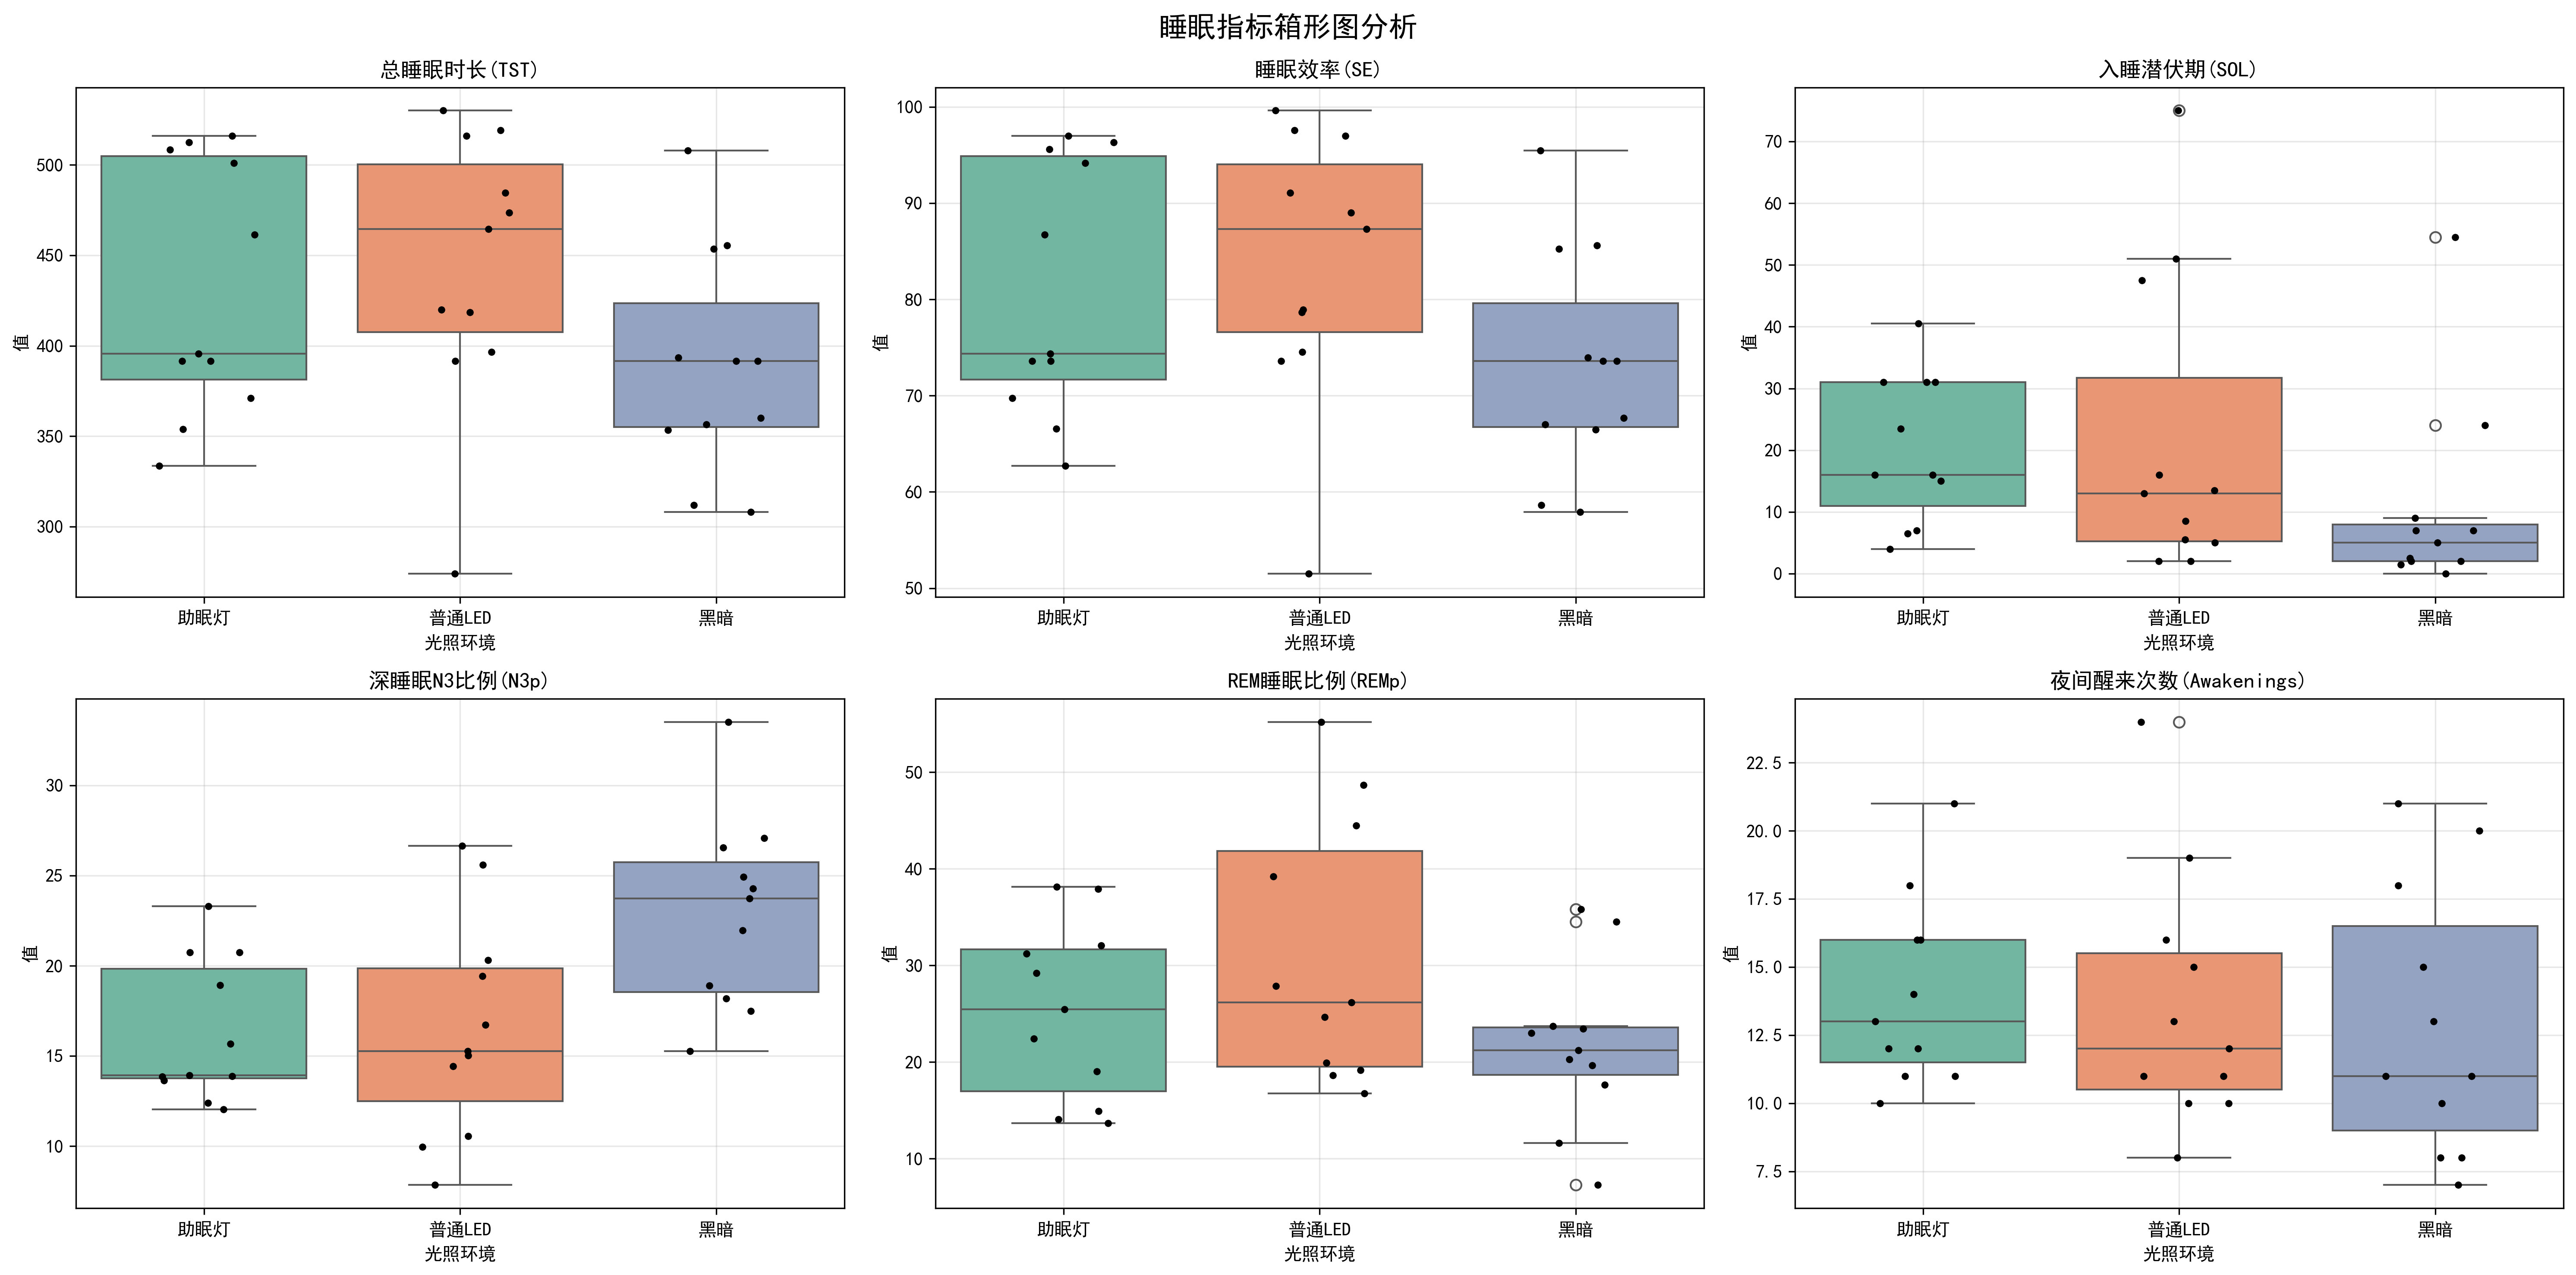 睡眠指标箱形图分析
总睡眠时长(TST)
500
450
400
350
300
值
助眠灯
普通LED
黑暗
光照环境
睡眠效率(SE)
100
90
80
70
60
50
值
助眠灯
普通LED
黑暗
光照环境
入睡潜伏期(SOL)
70
60
50
40
30
20
10
0
值
助眠灯
普通LED
黑暗
光照环境
深睡眠N3比例(N3p)
30
25
20
15
10
值
助眠灯
普通LED
黑暗
光照环境
REM睡眠比例(REMp)
50
40
30
20
10
值
助眠灯
普通LED
黑暗
光照环境
夜间醒来次数(Awakenings)
22.5
20.0
17.5
15.0
12.5
10.0
7.5
值
助眠灯
普通LED
黑暗
光照环境